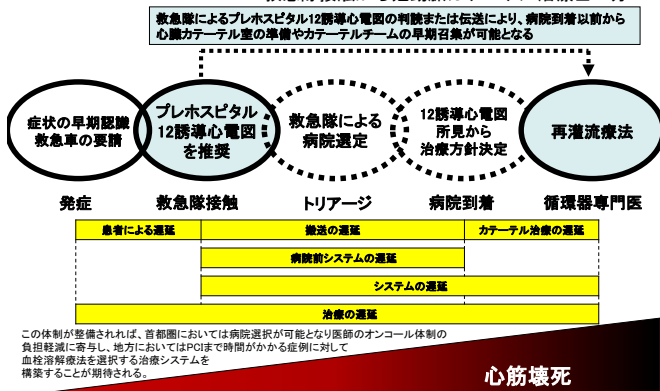 救急隊によるプレホスピタル12誘導心電図の判読または伝送により、病院到着以前から
心臓カテーテル室の準備やカテーテルチームの早期召集が可能となる
症状の早期認識
救急車の要請
プレホスピタル
12誘導心電図
を推奨
救急隊による
病院選定
12誘導心電図
所見から
治療方針決定
再灌流療法
発症
救急隊接触
トリアージ
病院到着
循環器専門医
患者による遅延
搬送の遅延
カテーテル治療の遅延
病院前システムの遅延
システムの遅延
治療の遅延
この体制が整備されれば、首都圏においては病院選択が可能となり医師のオンコール体制の
負担軽減に寄与し、地方においてはPCIまで時間がかかる症例に対して
血栓溶解療法を選択する治療システムを
構築することが期待される。
心筋壊死